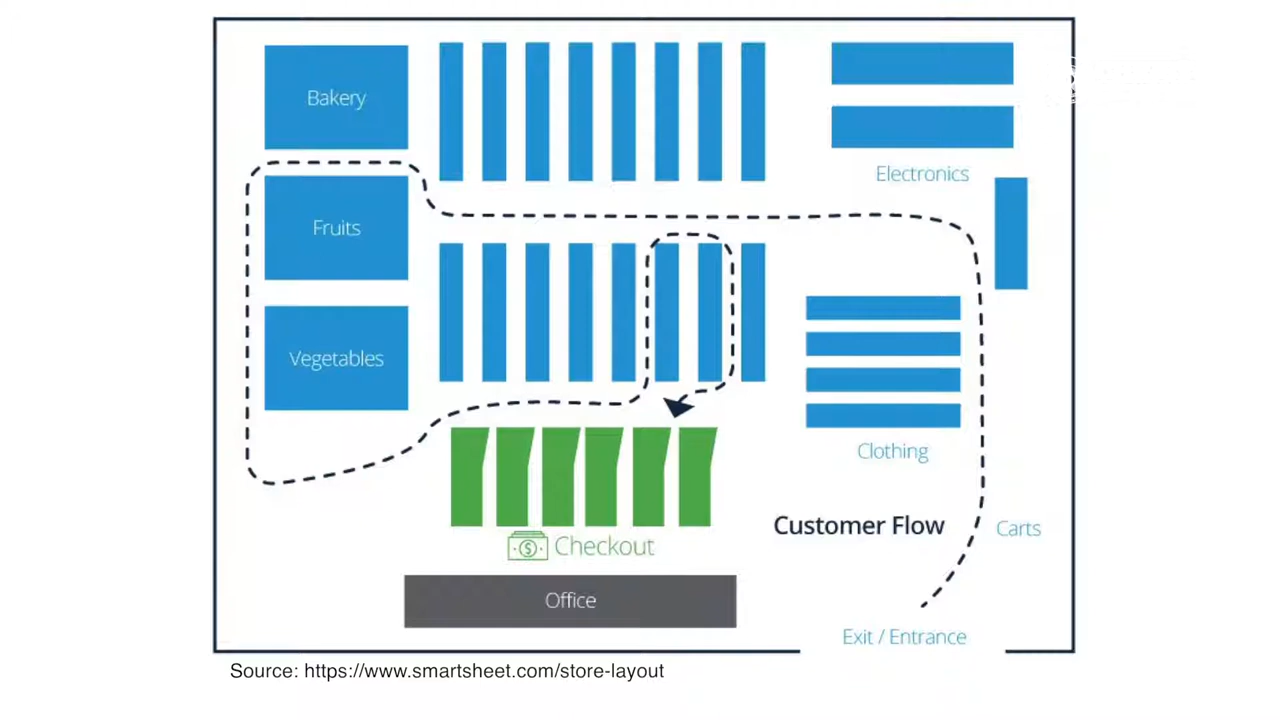 Bakery
Electronics
Fruits
Vegetables
Clothing
Customer Flow
Carts
$ Checkout
Office
Exit / Entrance
Source: https://www.smartsheet.com/store-layout